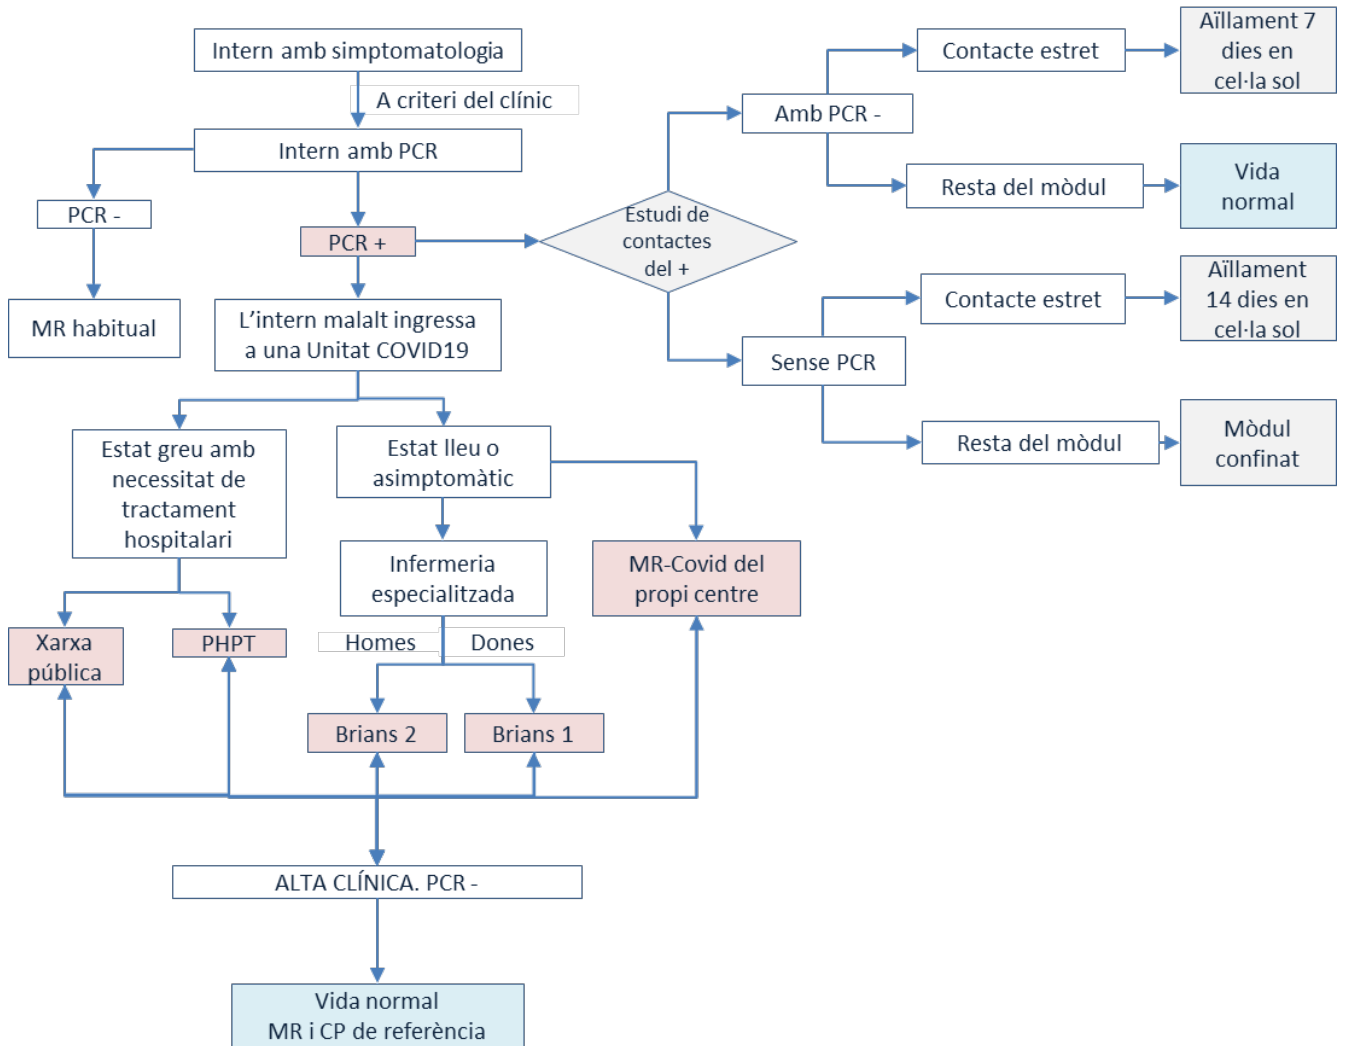 Intern amb simptomatologia
A criteri del clínic
Intern amb PCR
PCR -
MR habitual
PCR +
L’intern malalt ingressa
a una Unitat COVID19
Estudi de
contactes
del +
Amb PCR -
Contacte estret
Aïllament 7
dies en
cel·la sol
Resta del mòdul
Vida
normal
Sense PCR
Contacte estret
Aïllament
14 dies en
cel·la sol
Resta del mòdul
Mòdul
confinat
Estat greu amb
necessitat de
tractament
hospitalari
Estat lleu o
asimptomàtic
Xarxa
pública
PHPT
Infermeria
especialitzada
MR-Covid del
propi centre
Homes
Dones
Brians 2
Brians 1
ALTA CLÍNICA. PCR -
Vida normal
MR i CP de referència